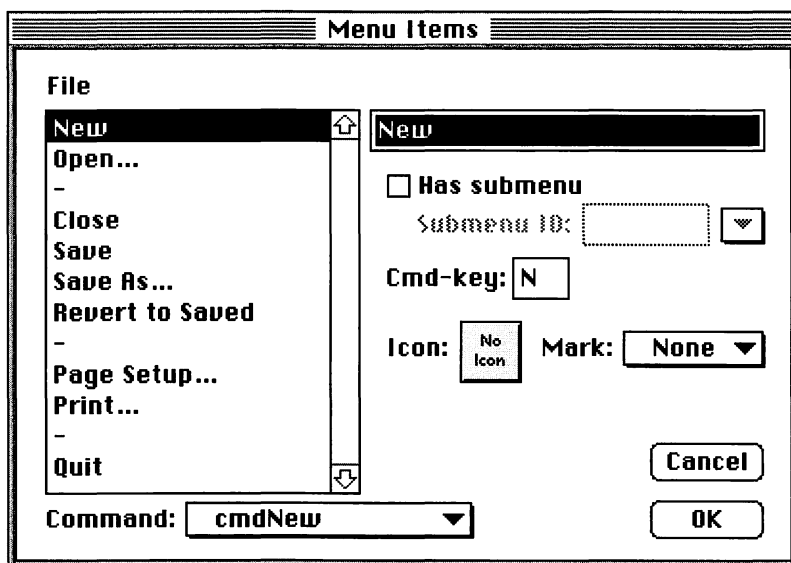 Menu Items
File
New
Open...
-
Close
Save
Save As...
Revert to Saved
-
Page Setup...
Print...
-
Quit
Command: cmdNew
New
Has submenu
Submenu ID:
Cmd-key: N
Icon: No Icon Mark: None
Cancel
OK